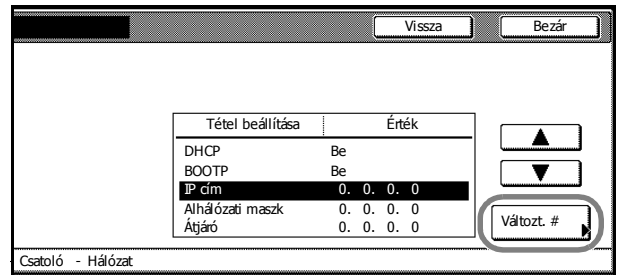 Vissza Bezár
Tétel beállítása Érték
DHCP Be
BOOTP Be
IP cím 0. 0. 0. 0
Alhálózati maszk 0. 0. 0. 0
Átjáró 0. 0. 0. 0
Változt. #
Csatoló - Hálózat